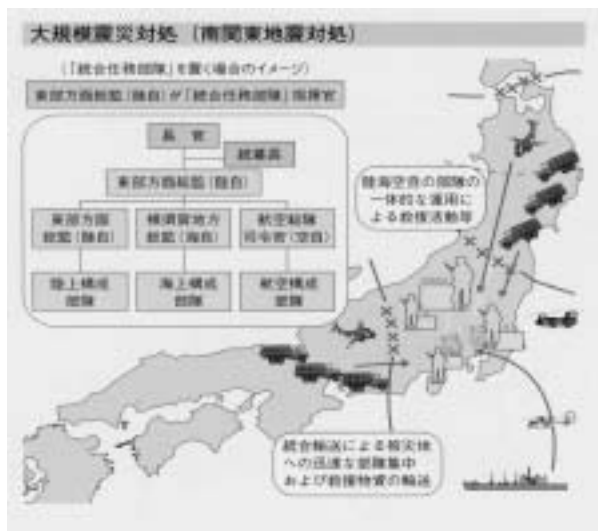 大規模震災対処（南関東地震対処）
（「統合任務部隊」を置く場合のイメージ）
東部方面総監（陸自）が「統合任務部隊」指揮官
長官
統幕長
東部方面総監（陸自）
東部方面
総監（陸自）
横須賀地方
総監（海自）
航空総隊
司令官（空自）
陸上構成
部隊
海上構成
部隊
航空構成
部隊
陸海空自の部隊の
一体的な運用に
よる救援活動等
統合輸送による被災地
への迅速な部隊集中
および救援物資の輸送